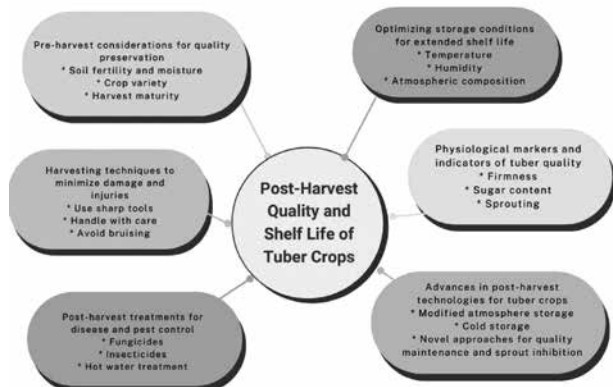 Pre-harvest considerations for quality
preservation
* Soil fertility and moisture
* Crop variety
* Harvest maturity
Optimizing storage conditions
for extended shelf life
* Temperature
* Humidity
* Atmospheric composition
Harvesting techniques to
minimize damage and
injuries
* Use sharp tools
* Handle with care
* Avoid bruising
Post-Harvest
Quality and
Shelf Life of
Tuber Crops
Physiological markers and
indicators of tuber quality
* Firmness
* Sugar content
* Sprouting
Post-harvest treatments for
disease and pest control
* Fungicides
* Insecticides
* Hot water treatment
Advances in post-harvest
technologies for tuber crops
* Modified atmosphere storage
* Cold storage
* Novel approaches for quality
maintenance and sprout inhibition